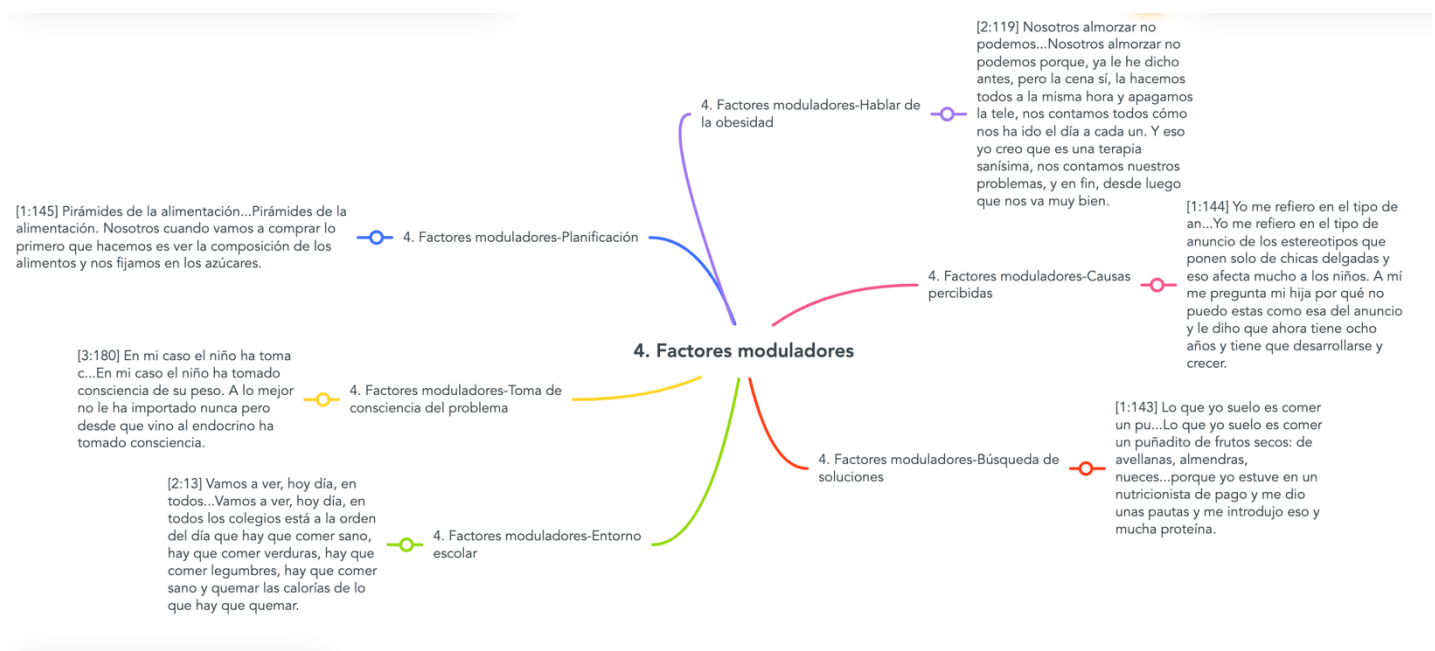 4. Factores moduladores
4. Factores moduladores-Hablar de
la obesidad
[2:119] Nosotros almorzar no
podemos...Nosotros almorzar no
podemos porque, ya le he dicho
antes, pero la cena sí, la hacemos
todos a la misma hora y apagamos
la tele, nos contamos todos cómo
nos ha ido el día a cada un. Y eso
yo creo que es una terapia
sanísima, nos contamos nuestros
problemas, y en fin, desde luego
que nos va muy bien.
4. Factores moduladores-Causas
percibidas
[1:144] Yo me refiero en el tipo de
an...Yo me refiero en el tipo de
anuncio de los estereotipos que
ponen solo de chicas delgadas y
eso afecta mucho a los niños. A mí
me pregunta mi hija por qué no
puedo estas como esa del anuncio
y le diho que ahora tiene ocho
años y tiene que desarrollarse y
crecer.
4. Factores moduladores-Búsqueda de
soluciones
[1:143] Lo que yo suelo es comer
un pu...Lo que yo suelo es comer
un puñadito de frutos secos: de
avellanas, almendras,
nueces...porque yo estuve en un
nutricionista de pago y me dio
unas pautas y me introdujo eso y
mucha proteína.
4. Factores moduladores-Planificación
[1:145] Pirámides de la alimentación...Pirámides de la
alimentación. Nosotros cuando vamos a comprar lo
primero que hacemos es ver la composición de los
alimentos y nos fijamos en los azúcares.
4. Factores moduladores-Toma de
consciencia del problema
[3:180] En mi caso el niño ha toma
c...En mi caso el niño ha tomado
consciencia de su peso. A lo mejor
no le ha importado nunca pero
desde que vino al endocrino ha
tomado consciencia.
4. Factores moduladores-Entorno
escolar
[2:13] Vamos a ver, hoy día, en
todos...Vamos a ver, hoy día, en
todos los colegios está a la orden
del día que hay que comer sano,
hay que comer verduras, hay que
comer legumbres, hay que comer
sano y quemar las calorías de lo
que hay que quemar.